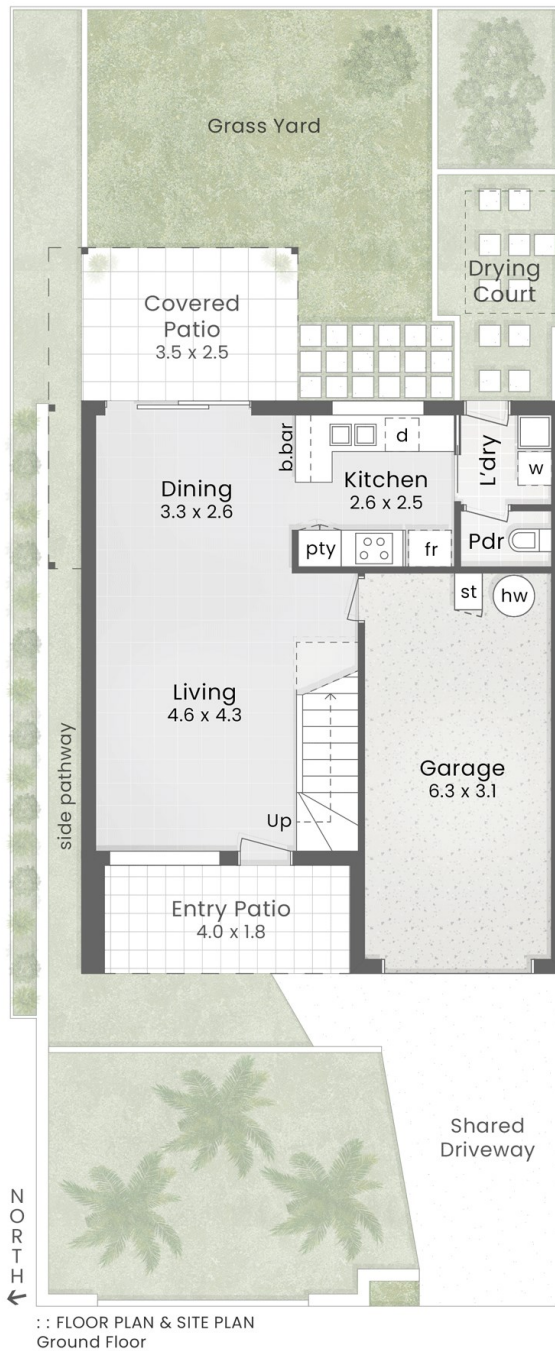 Grass Yard
Drying
Court
Covered
Patio
3.5 x 2.5
b.bar
d
L'dry
w
Dining
3.3 x 2.6
Kitchen
2.6 x 2.5
pty
fr
Pdr
st
hw
Living
4.6 x 4.3
Garage
6.3 x 3.1
side pathway
Up
Entry Patio
4.0 x 1.8
Shared
Driveway
NORTH
: : FLOOR PLAN & SITE PLAN
Ground Floor